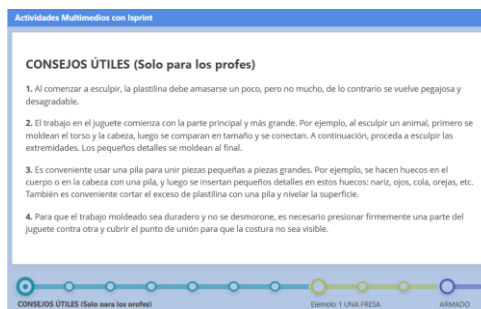 Actividades Multimedios con Isprint
CONSEJOS ÚTILES (Solo para los profes)
1. Al comenzar a esculpir, la plastilina debe amasarse un poco, pero no mucho, de lo contrario se vuelve pegajosa y
desagradable.
2. El trabajo en el juguete comienza con la parte principal y más grande. Por ejemplo, al esculpir un animal, primero se
moldean el torso y la cabeza, luego se comparan en tamaño y se conectan. A continuación, proceda a esculpir las
extremidades. Los pequeños detalles se moldean al final.
3. Es conveniente usar una pila para unir piezas pequeñas a piezas grandes. Por ejemplo, se hacen huecos en el
cuerpo o en la cabeza con una pila, y luego se insertan pequeños detalles en estos huecos: nariz, ojos, cola, orejas, etc.
También es conveniente cortar el exceso de plastilina con una pila y nivelar la superficie.
4. Para que el trabajo moldeado sea duradero y no se desmorone, es necesario presionar firmemente una parte del
juguete contra otra y cubrir el punto de unión para que la costura no sea visible.
CONSEJOS ÚTILES (Solo para los profes)
Ejemplo 1 UNA FRESA
ARMADO